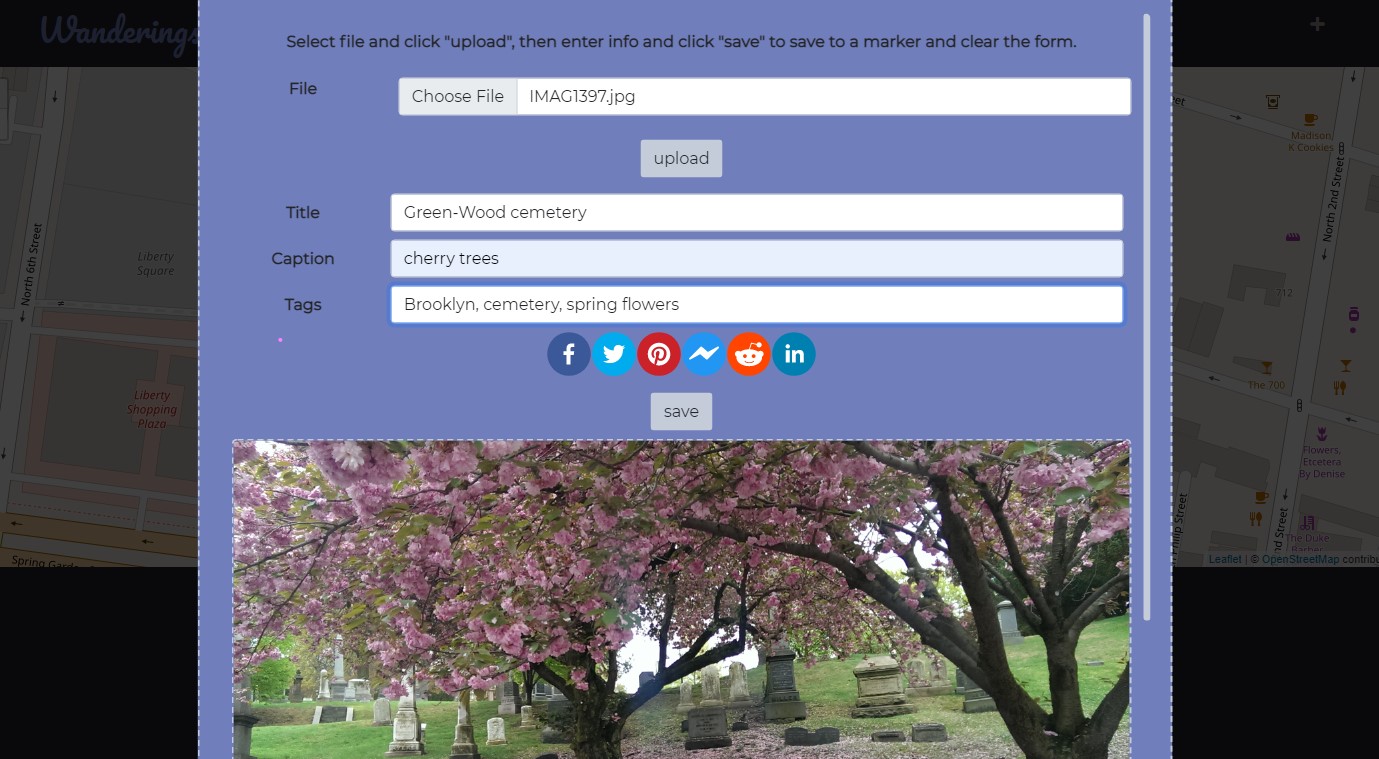 Wanderings
Select file and click "upload", then enter info and click "save" to save to a marker and clear the form.
File
Choose File
IMAG1397.jpg
upload
Title
Green-Wood cemetery
Caption
cherry trees
Tags
Brooklyn, cemetery, spring flowers
save
North 6th Street
Liberty
Square
Liberty
Shopping
Plaza
Madison
K Cookies
North 2nd Street
712
The 700
Flowers,
Etcetera
By Denise
The Duke
Barber
Leaflet | © OpenStreetMap